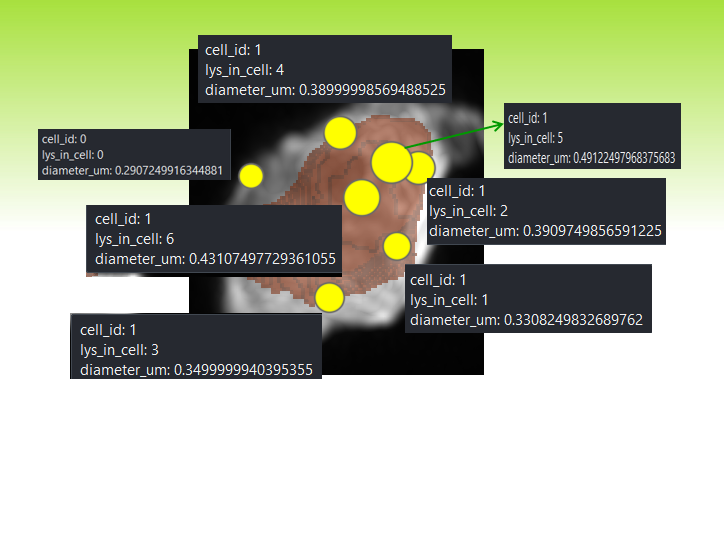 cell_id: 1
lys_in_cell: 4
diameter_um: 0.38999998569488525
cell_id: 1
lys_in_cell: 5
diameter_um: 0.49122497968375683
cell_id: 0
lys_in_cell: 0
diameter_um: 0.2907249916344881
cell_id: 1
lys_in_cell: 2
diameter_um: 0.3909749856591225
cell_id: 1
lys_in_cell: 6
diameter_um: 0.43107497729361055
cell_id: 1
lys_in_cell: 1
diameter_um: 0.3308249832689762
cell_id: 1
lys_in_cell: 3
diameter_um: 0.3499999940395355